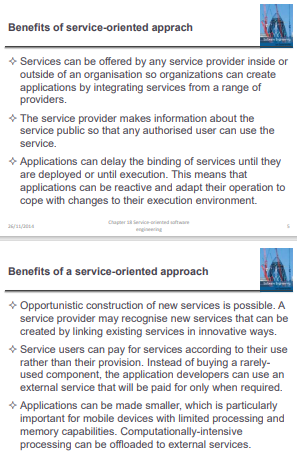 Benefits of service-oriented apprach
✧ Services can be offered by any service provider inside or
outside of an organisation so organizations can create
applications by integrating services from a range of
providers.
✧ The service provider makes information about the
service public so that any authorised user can use the
service.
✧ Applications can delay the binding of services until they
are deployed or until execution. This means that
applications can be reactive and adapt their operation to
cope with changes to their execution environment.
26/11/2014
Chapter 18 Service-oriented software
engineering
5
Benefits of a service-oriented approach
✧ Opportunistic construction of new services is possible. A
service provider may recognise new services that can be
created by linking existing services in innovative ways.
✧ Service users can pay for services according to their use
rather than their provision. Instead of buying a rarely-
used component, the application developers can use an
external service that will be paid for only when required.
✧ Applications can be made smaller, which is particularly
important for mobile devices with limited processing and
memory capabilities. Computationally-intensive
processing can be offloaded to external services.